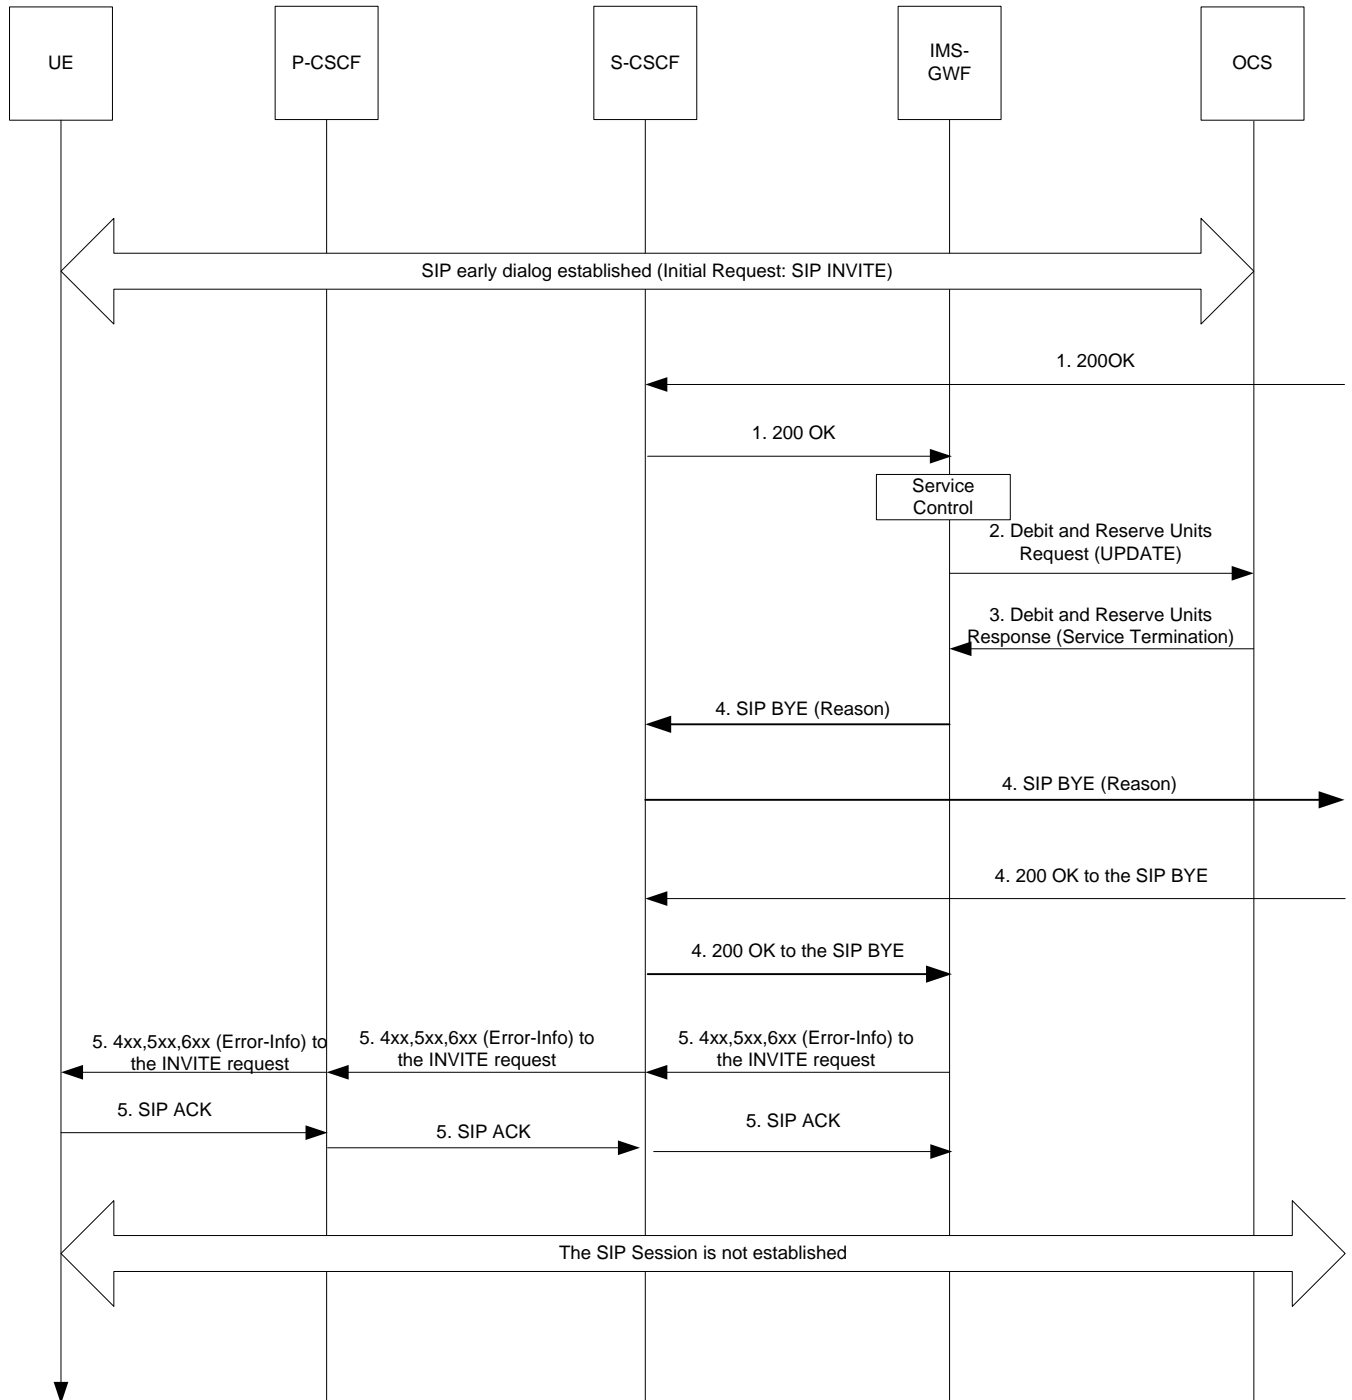 UE
P-CSCF
S-CSCF
IMS-
GWF
OCS
SIP early dialog established (Initial Request: SIP INVITE)
1. 200OK
1. 200 OK
Service
Control
2. Debit and Reserve Units
Request (UPDATE)
3. Debit and Reserve Units
Response (Service Termination)
4. SIP BYE (Reason)
4. SIP BYE (Reason)
4. 200 OK to the SIP BYE
4. 200 OK to the SIP BYE
5. 4xx,5xx,6xx (Error-Info) to
the INVITE request
5. 4xx,5xx,6xx (Error-Info) to
the INVITE request
5. 4xx,5xx,6xx (Error-Info) to
the INVITE request
5. SIP ACK
5. SIP ACK
5. SIP ACK
The SIP Session is not established